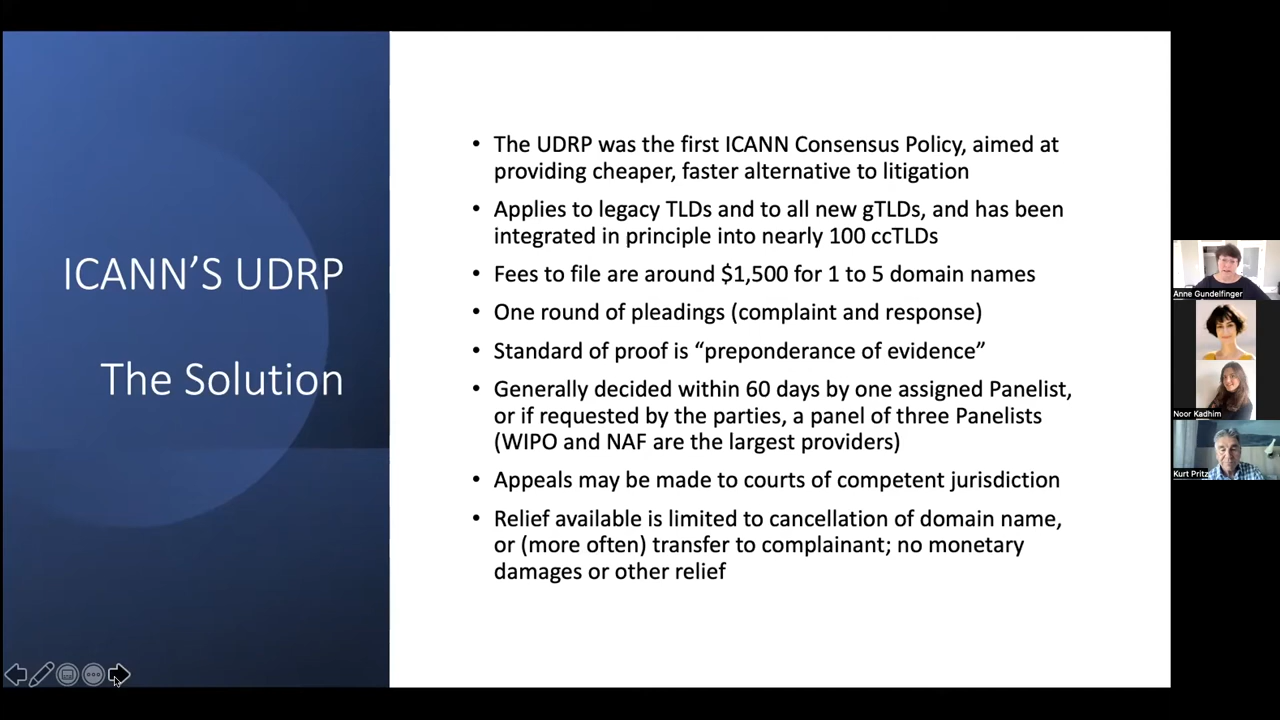 ICANN’S UDRP
The Solution
• The UDRP was the first ICANN Consensus Policy, aimed at
providing cheaper, faster alternative to litigation
• Applies to legacy TLDs and to all new gTLDs, and has been
integrated in principle into nearly 100 ccTLDs
• Fees to file are around $1,500 for 1 to 5 domain names
• One round of pleadings (complaint and response)
• Standard of proof is “preponderance of evidence”
• Generally decided within 60 days by one assigned Panelist,
or if requested by the parties, a panel of three Panelists
(WIPO and NAF are the largest providers)
• Appeals may be made to courts of competent jurisdiction
• Relief available is limited to cancellation of domain name,
or (more often) transfer to complainant; no monetary
damages or other relief
Anne Gundelfinger
Noor Kadhim
Kurt Pritz